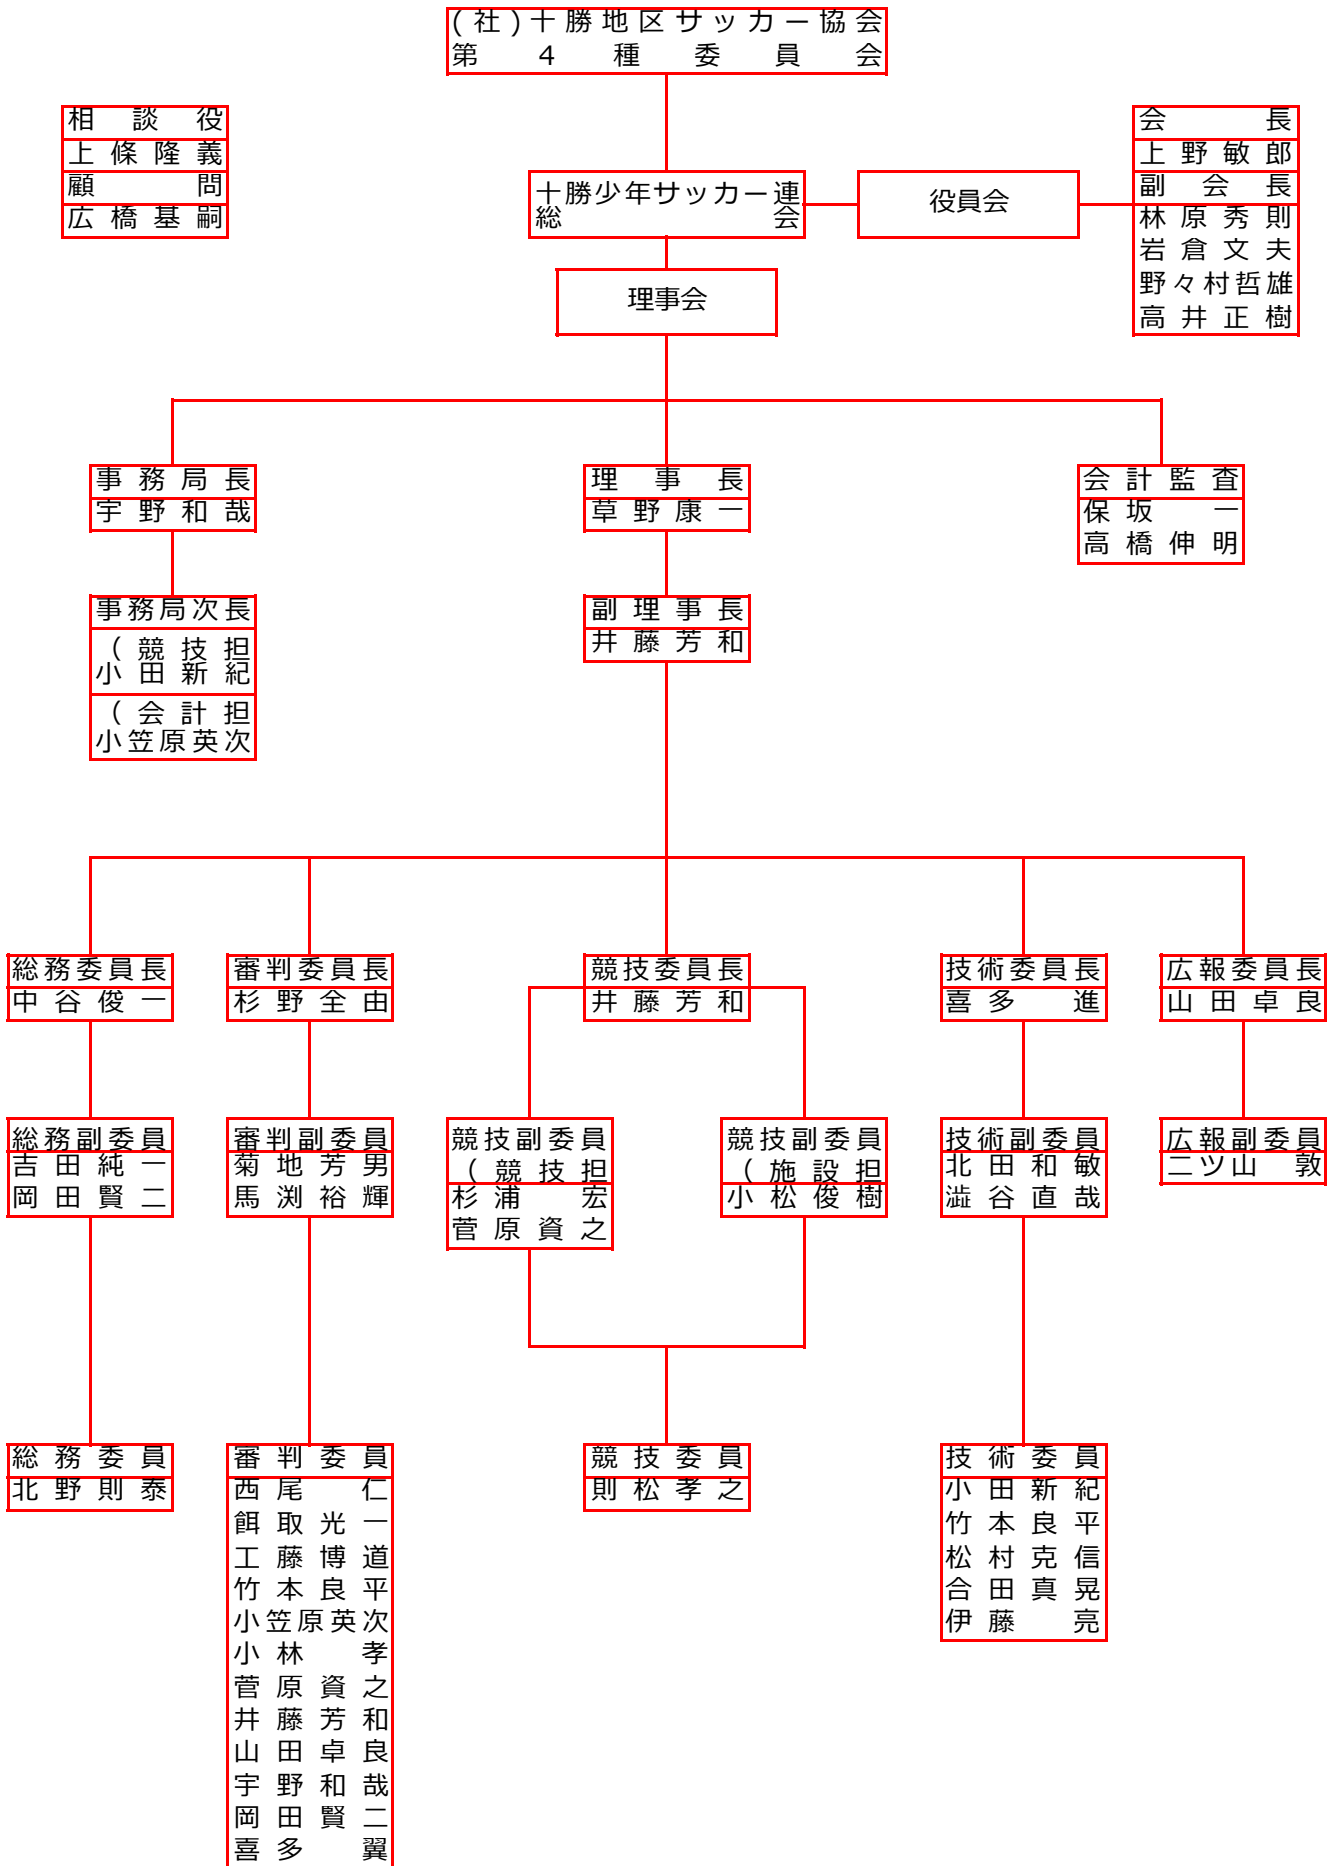 (社)十勝地区サッカー協会
第4種委員会
相談役
上條隆義
顧問
広橋基嗣
会長
上野敏郎
副会長
林原秀則
岩倉文夫
野々村哲雄
高井正樹
十勝少年サッカー連
総会
役員会
理事会
事務局長
宇野和哉
理事長
草野康一
会計監査
保坂一
高橋伸明
事務局次長
(競技担
小田新紀
(会計担
小笠原英次
副理事長
井藤芳和
総務委員長
中谷俊一
審判委員長
杉野全由
競技委員長
井藤芳和
技術委員長
喜多進
広報委員長
山田卓良
総務副委員
吉田純一
岡田賢二
審判副委員
菊地芳男
馬渕裕輝
競技副委員
(競技担
杉浦宏
菅原資之
競技副委員
(施設担
小松俊樹
技術副委員
北田和敏
澁谷直哉
広報副委員
二ツ山敦
総務委員
北野則泰
審判委員
西尾仁
餌取光一
工藤博道
竹本良平
小笠原英次
小林孝
菅原資之
井藤芳和
山田卓良
宇野和哉
岡田賢二
喜多翼
競技委員
則松孝之
技術委員
小田新紀
竹本良平
松村克信
合田真晃
伊藤亮